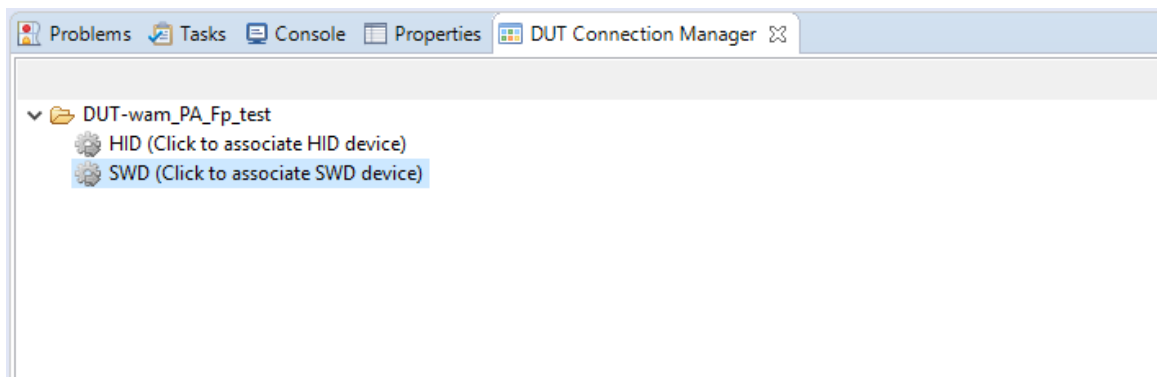 Problems Tasks Console Properties DUT Connection Manager
DUT-wam_PA_Fp_test
HID (Click to associate HID device)
SWD (Click to associate SWD device)